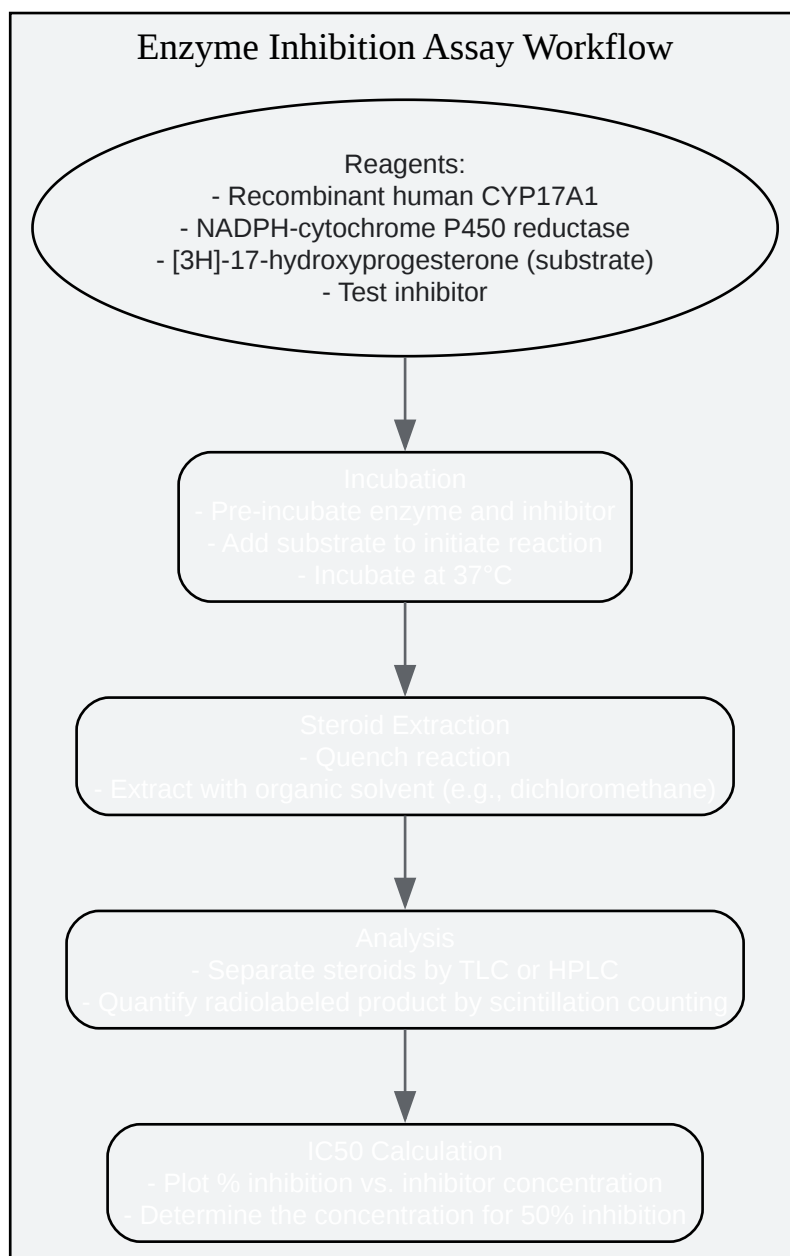 Enzyme Inhibition Assay Workflow
Reagents:
- Recombinant human CYP17A1
- NADPH-cytochrome P450 reductase
- [3H]-17-hydroxyprogesterone (substrate)
- Test inhibitor
Incubation
- Pre-incubate enzyme and inhibitor
- Add substrate to initiate reaction
- Incubate at 37°C
Steroid Extraction
- Quench reaction
- Extract with organic solvent (e.g., dichloromethane)
Analysis
- Separate steroids by TLC or HPLC
- Quantify radiolabeled product by scintillation counting
IC50 Calculation
- Plot % inhibition vs. inhibitor concentration
- Determine the concentration for 50% inhibition